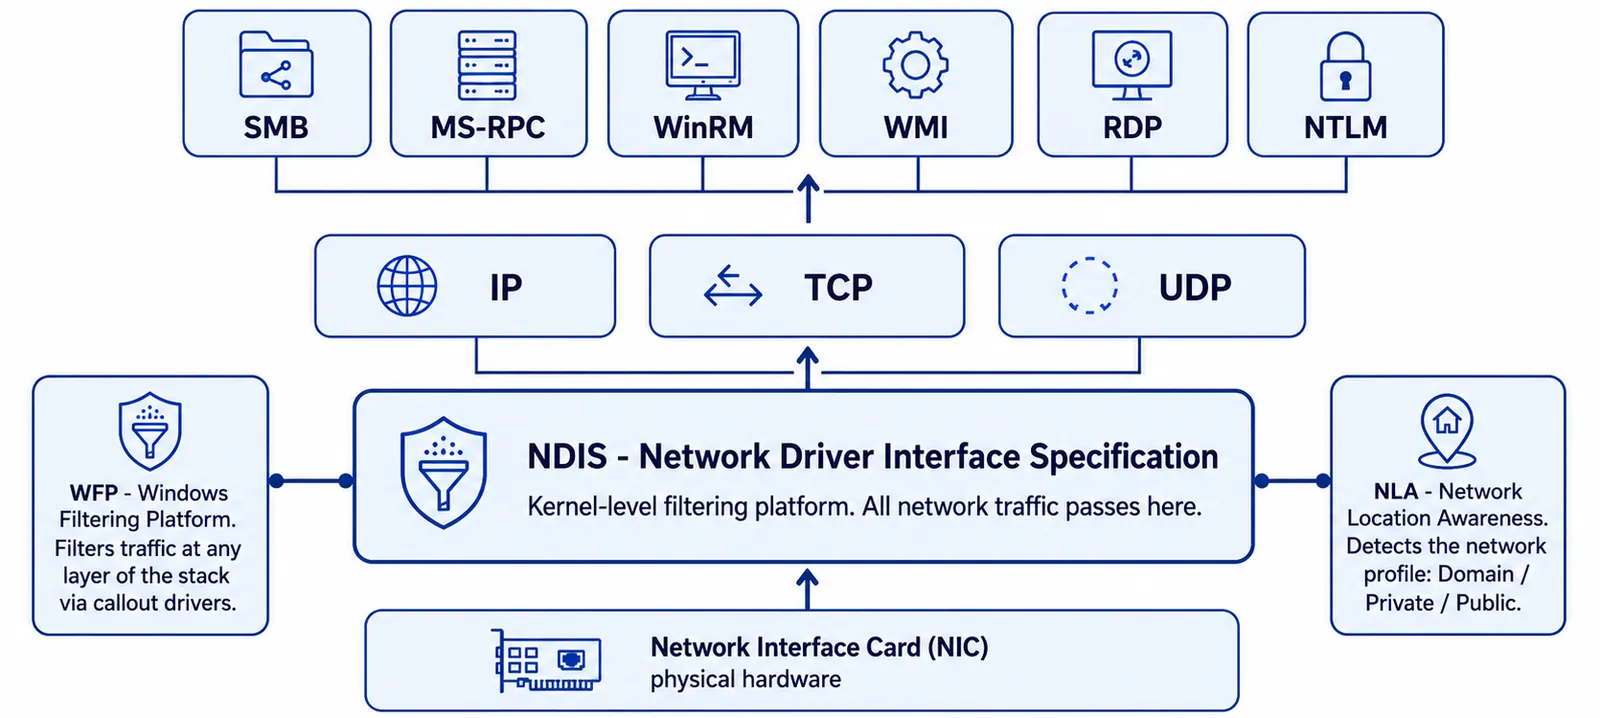 SMB
MS-RPC
WinRM
WMI
RDP
NTLM
IP
TCP
UDP
WFP - Windows
Filtering Platform.
Filters traffic at any
layer of the stack
via callout drivers.
NDIS - Network Driver Interface Specification
Kernel-level filtering platform. All network traffic passes here.
NLA - Network
Location Awareness.
Detects the network
profile: Domain /
Private / Public.
Network Interface Card (NIC)
physical hardware